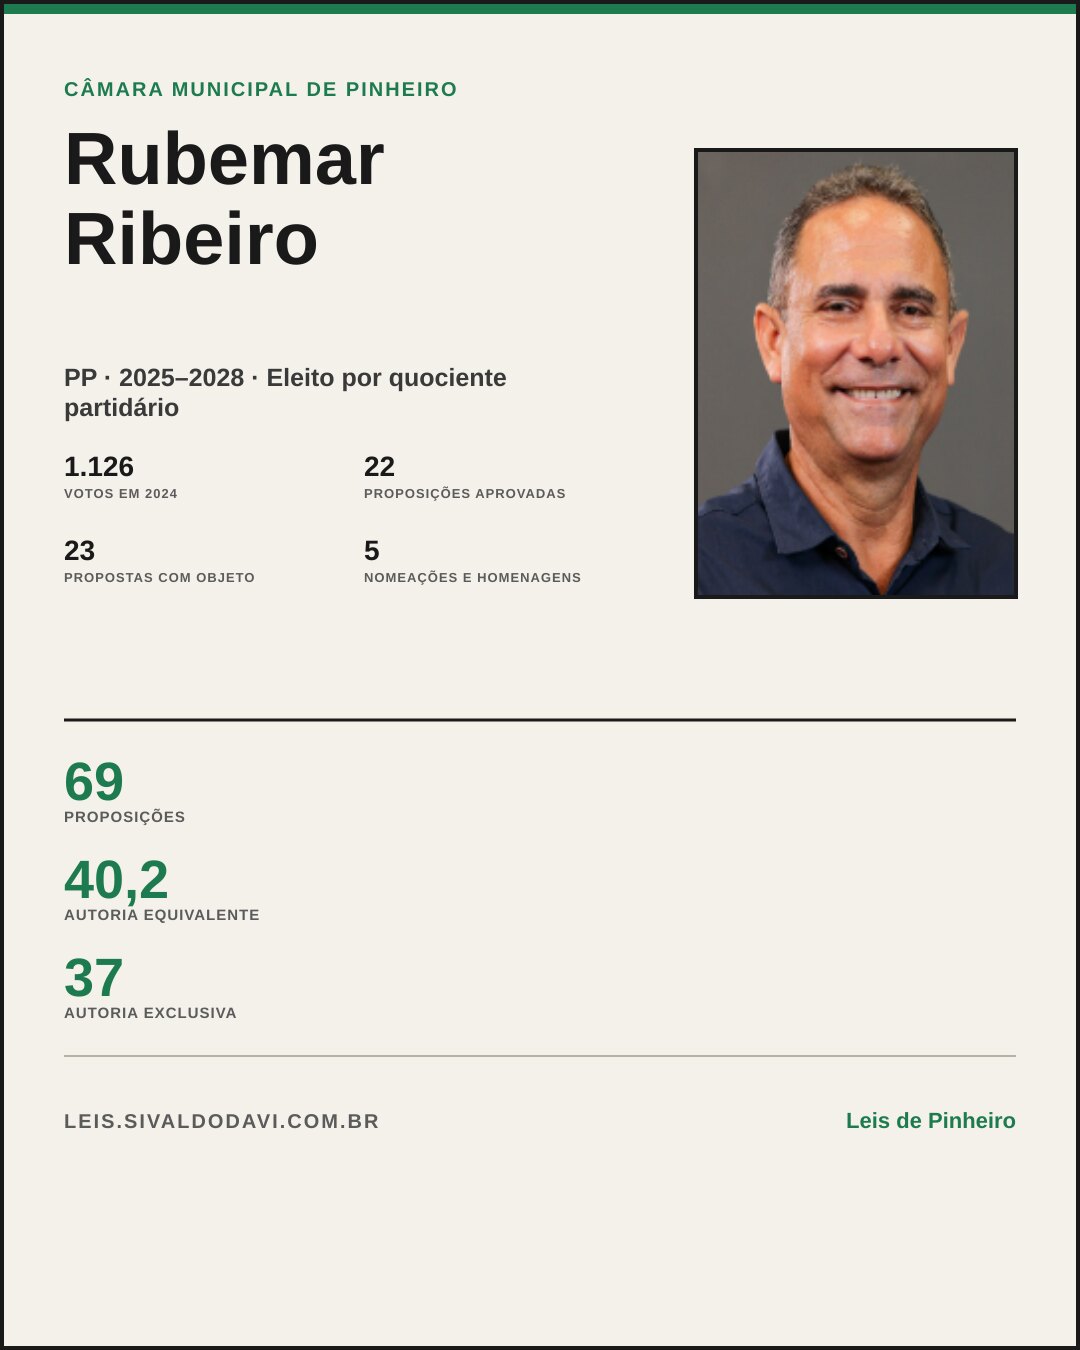 CÂMARA MUNICIPAL DE PINHEIRO
Rubemar
Ribeiro
PP · 2025–2028 · Eleito por quociente
partidário
1.126
VOTOS EM 2024
22
PROPOSIÇÕES APROVADAS
23
PROPOSTAS COM OBJETO
5
NOMEAÇÕES E HOMENAGENS
69
PROPOSIÇÕES
40,2
AUTORIA EQUIVALENTE
37
AUTORIA EXCLUSIVA
LEIS.SIVALDODAVI.COM.BR
Leis de Pinheiro